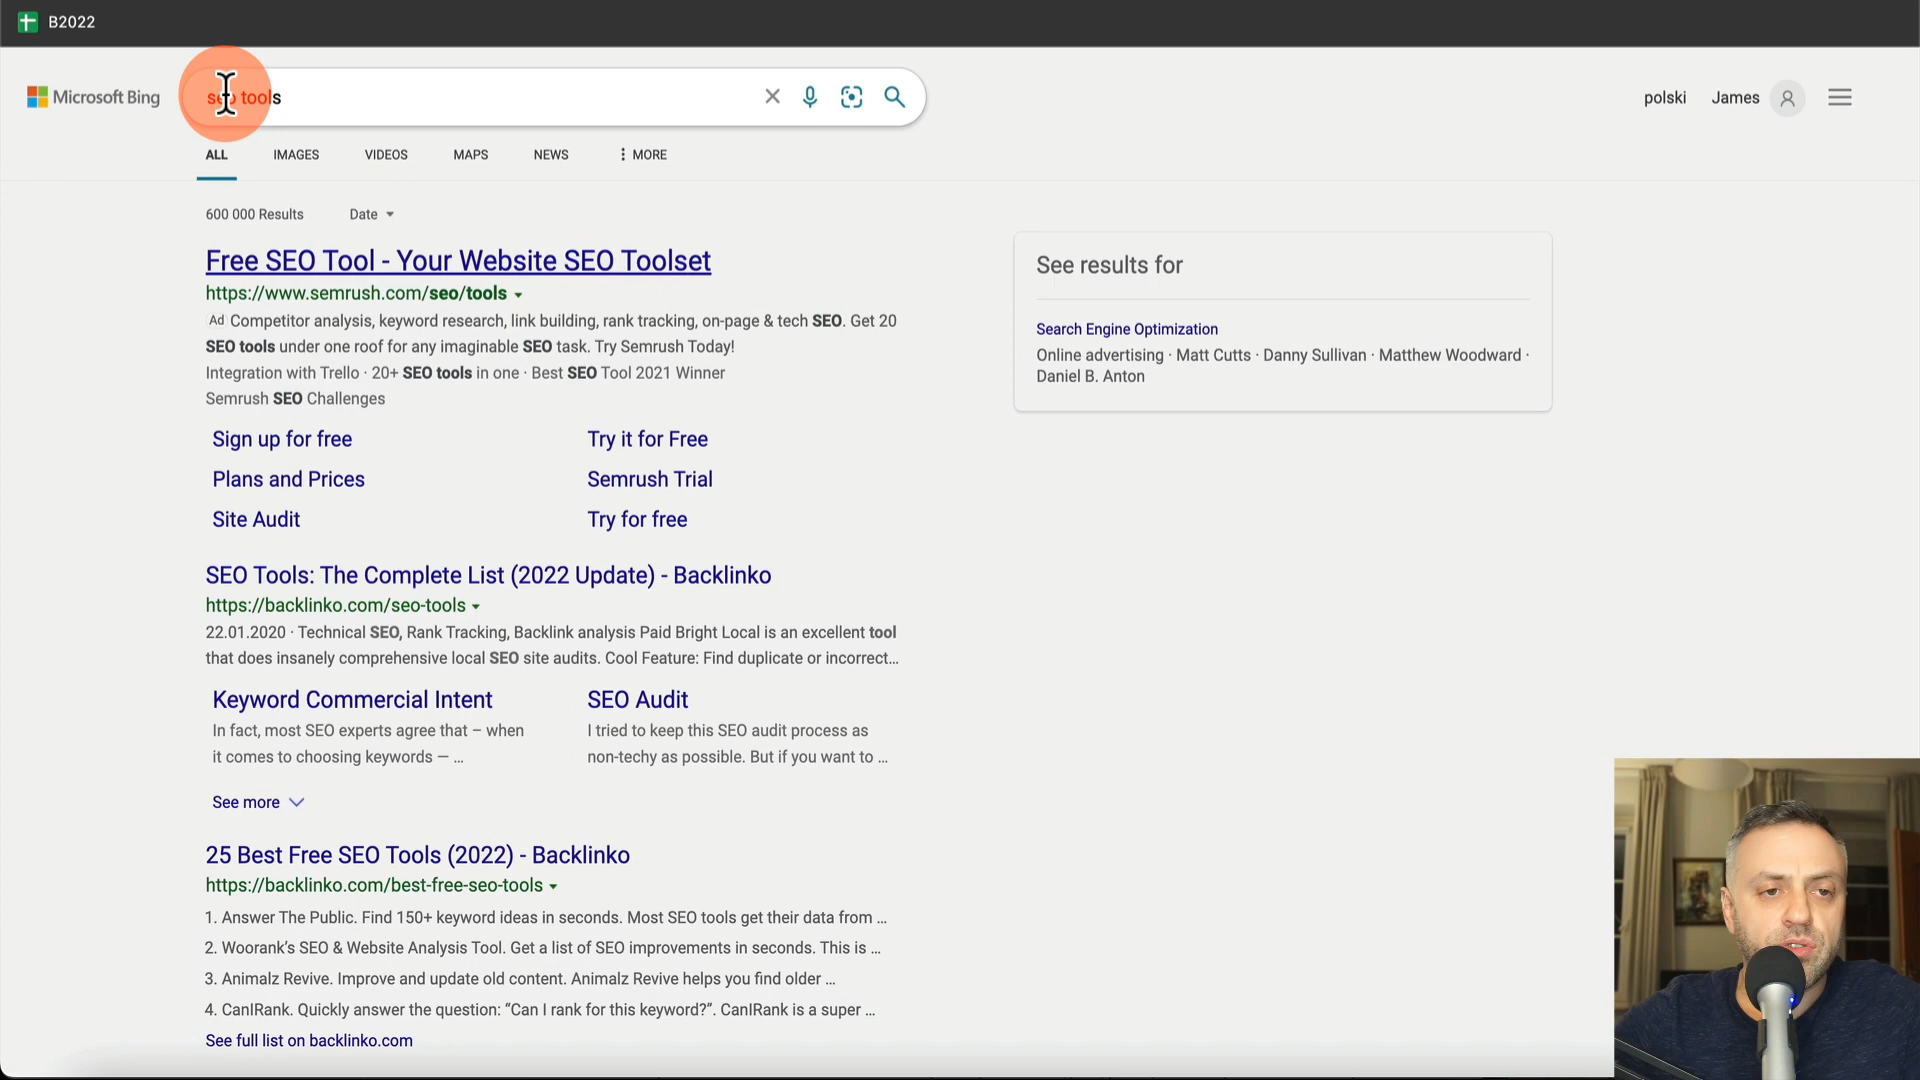 B2022
Microsoft Bing
seo tools
polski
James
ALL
IMAGES
VIDEOS
MAPS
NEWS
MORE
600 000 Results
Date
Free SEO Tool - Your Website SEO Toolset
https://www.semrush.com/seo/tools
Ad Competitor analysis, keyword research, link building, rank tracking, on-page & tech SEO. Get 20
SEO tools under one roof for any imaginable SEO task. Try Semrush Today!
Integration with Trello · 20+ SEO tools in one · Best SEO Tool 2021 Winner
Semrush SEO Challenges
Sign up for free
Try it for Free
Plans and Prices
Semrush Trial
Site Audit
Try for free
SEO Tools: The Complete List (2022 Update) - Backlinko
https://backlinko.com/seo-tools
22.01.2020 · Technical SEO, Rank Tracking, Backlink analysis Paid Bright Local is an excellent tool
that does insanely comprehensive local SEO site audits. Cool Feature: Find duplicate or incorrect...
Keyword Commercial Intent
In fact, most SEO experts agree that – when
it comes to choosing keywords — ...
SEO Audit
I tried to keep this SEO audit process as
non-techy as possible. But if you want to ...
See more
25 Best Free SEO Tools (2022) - Backlinko
https://backlinko.com/best-free-seo-tools
1. Answer The Public. Find 150+ keyword ideas in seconds. Most SEO tools get their data from ...
2. Woorank's SEO & Website Analysis Tool. Get a list of SEO improvements in seconds. This is ...
3. Animalz Revive. Improve and update old content. Animalz Revive helps you find older ...
4. CanIRank. Quickly answer the question: “Can I rank for this keyword?”. CanIRank is a super ...
See full list on backlinko.com
See results for
Search Engine Optimization
Online advertising · Matt Cutts · Danny Sullivan · Matthew Woodward ·
Daniel B. Anton